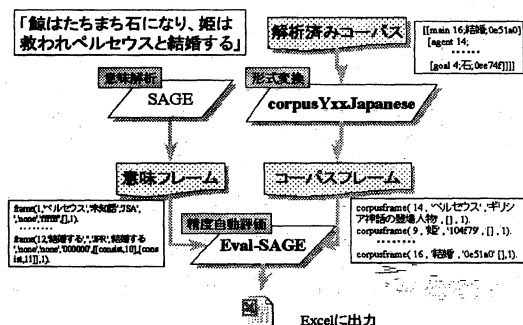 「鯨はたちまち石になり、姫は
救われペルセウスと結婚する」
解析済みコーパス
[[main 16;結婚;0e51a0]
[agent 14;
……
[goal 4;石;0ee74f]]]]
意味解析
SAGE
形式変換
corpusYxxJapanese
意味フレーム
コーパスフレーム
frame(1,'ペルセウス','未知語','JSA'
,'none','ffffff',[],1).
………
frame(12,'結婚する','','JPR',結婚する
'none','none','000000',[[consist,10],[cons
ist,11]],1).
精度自動評価
Eval-SAGE
corpusframe( 14 , 'ペルセウス' , 'ギリシ
ア神話の登場人物 , [] , 1).
corpusframe( 9 , '姫' , '104f79' , [] , 1).
………
corpusframe( 16 , '結婚' , '0e51a0' [],1).
Excelに出力